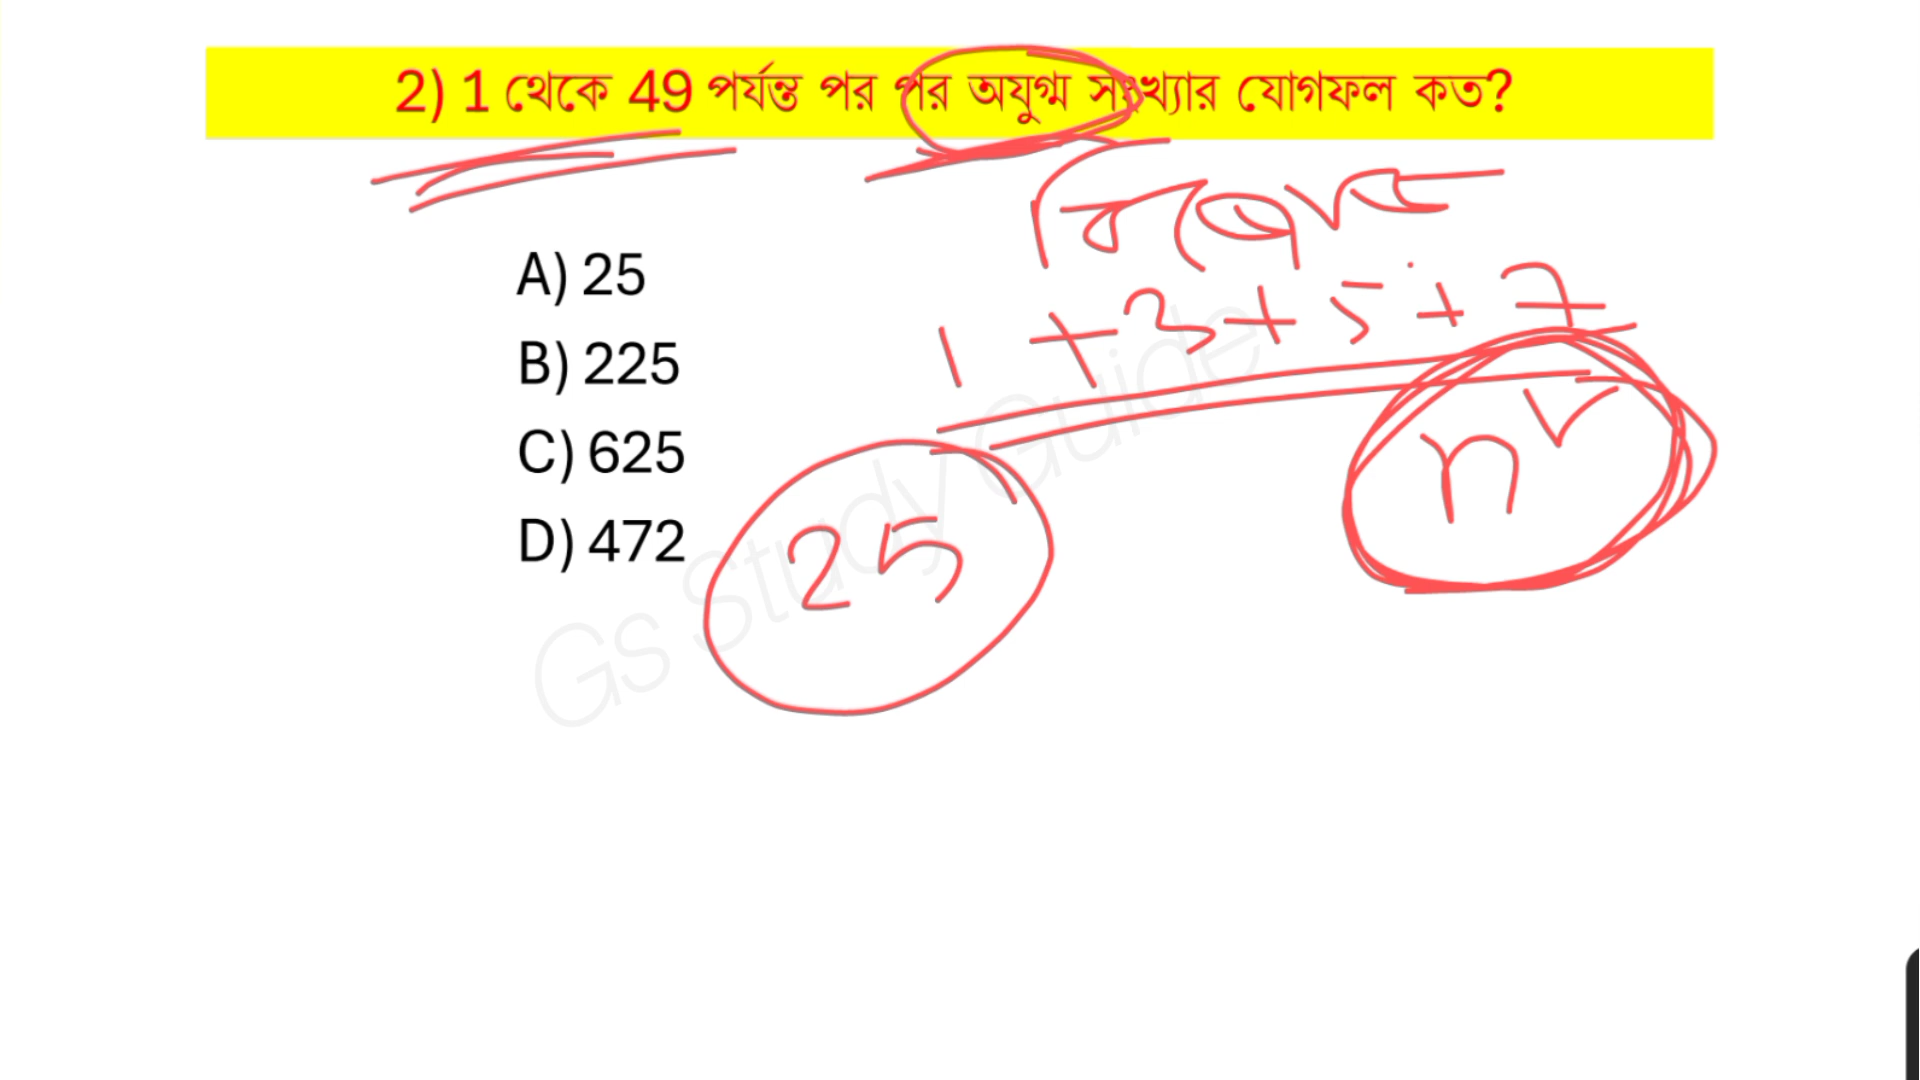 2) 1 থেকে 49 পর্যন্ত পর পর অযুগ্ম সংখ্যার যোগফল কত?
বিজোড়
1 + 3 + 5 + 7
A) 25
B) 225
C) 625
D) 472
n²
25
Gs Study Guide